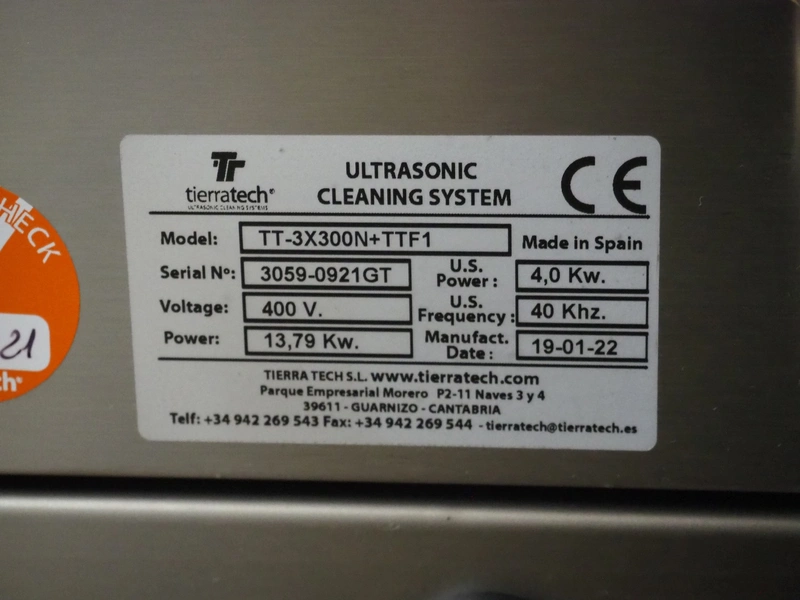 TT
tierratech®
ULTRASONIC CLEANING SYSTEMS
ULTRASONIC
CLEANING SYSTEM
CE
Model: TT-3X300N+TTF1 Made in Spain
Serial Nº: 3059-0921GT U.S. Power : 4,0 Kw.
Voltage: 400 V. U.S. Frequency : 40 Khz.
Power: 13,79 Kw. Manufact. Date : 19-01-22
TIERRA TECH S.L. www.tierratech.com
Parque Empresarial Morero P2-11 Naves 3 y 4
39611 - GUARNIZO - CANTABRIA
Telf: +34 942 269 543 Fax: +34 942 269 544 - tierratech@tierratech.es
21